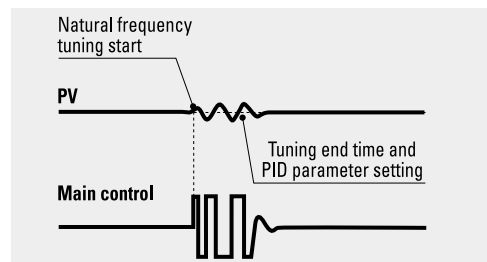 Natural frequency
tuning start
PV
Tuning end time and
PID parameter setting
Main control